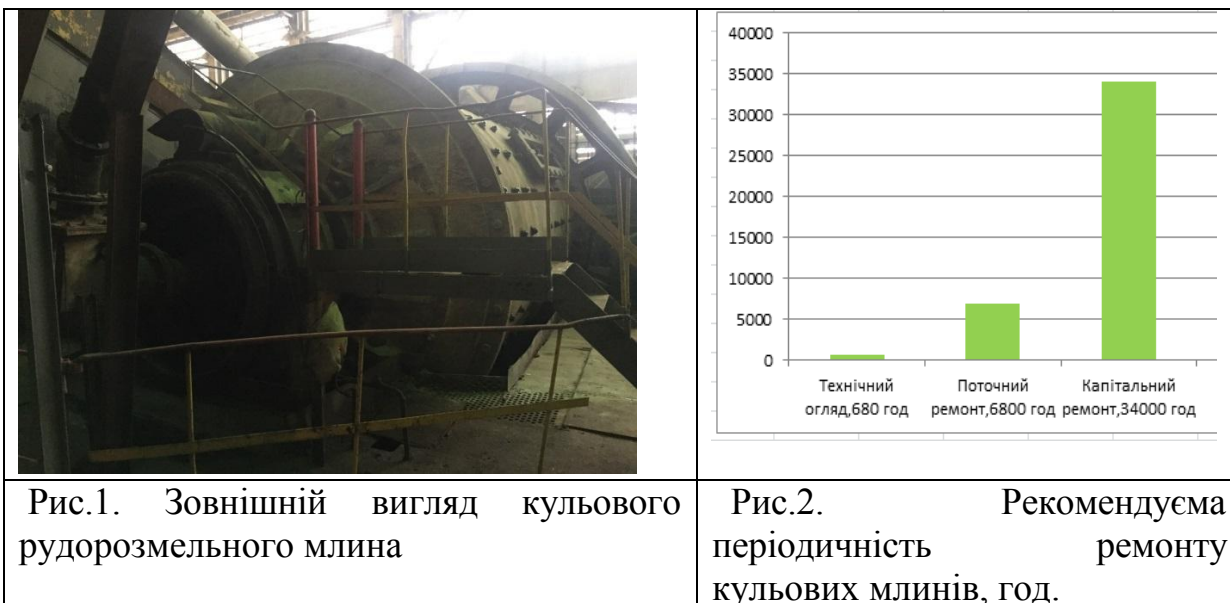 40000
35000
30000
25000
20000
15000
10000
5000
0
Технічний
огляд,680 год
Поточний
ремонт,6800 год
Капітальний
ремонт,34000 год
Рис.1. Зовнішній вигляд кульового
рудорозмельного млина
Рис.2. Рекомендуєма
періодичність ремонту
кульових млинів, год.